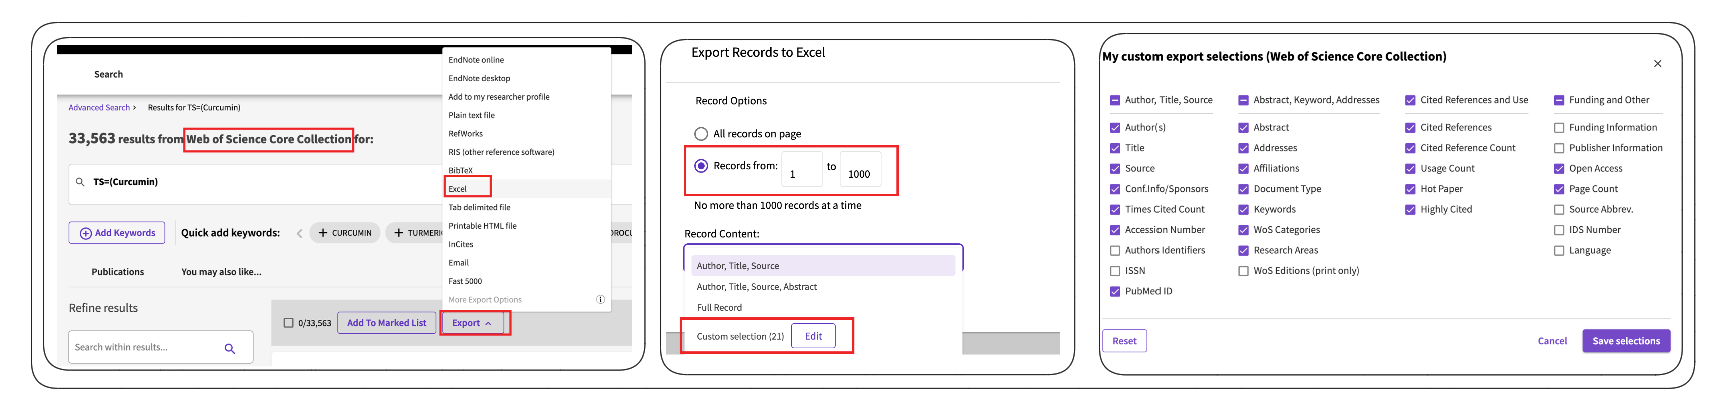 Search
Advanced Search >
Results for TS=(Curcumin)
33,563 results from Web of Science Core Collection for:
TS=(Curcumin)
Add Keywords
Quick add keywords:
+ CURCUMIN
Publications
You may also like...
Refine results
Search within results...
0/33,563
Add To Marked List
Export
EndNote online
EndNote desktop
Add to my researcher profile
Plain text file
RefWorks
RIS (other reference software)
BibTeX
Excel
Tab delimited file
Printable HTML file
InCites
Email
Fast 5000
More Export Options
Export Records to Excel
Record Options
All records on page
Records from: 1 to 1000
No more than 1000 records at a time
Record Content:
Author, Title, Source
Author, Title, Source, Abstract
Full Record
Custom selection (21) Edit
My custom export selections (Web of Science Core Collection)
Author, Title, Source
Author(s)
Title
Source
Conf.Info/Sponsors
Times Cited Count
Accession Number
Authors Identifiers
ISSN
PubMed ID
Abstract, Keyword, Addresses
Abstract
Addresses
Affiliations
Document Type
Keywords
WoS Categories
Research Areas
WoS Editions (print only)
Cited References and Use
Cited References
Cited Reference Count
Usage Count
Hot Paper
Highly Cited
Funding and Other
Funding Information
Publisher Information
Open Access
Page Count
Source Abbrev.
IDS Number
Language
Reset
Cancel
Save selections